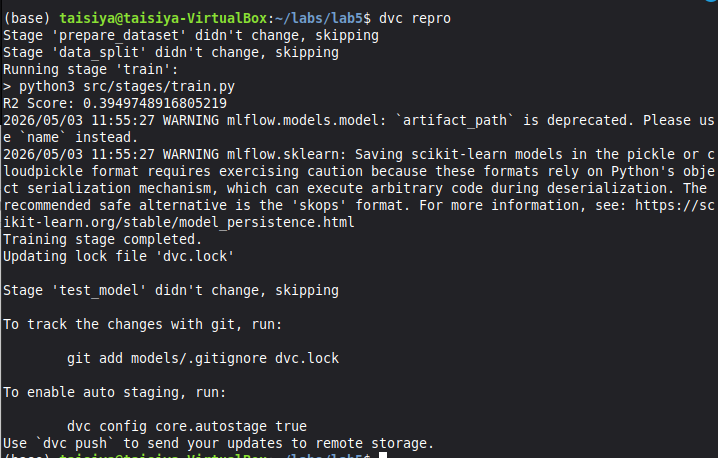 (base) taisiya@taisiya-VirtualBox:~/labs/lab5$ dvc repro
Stage 'prepare_dataset' didn't change, skipping
Stage 'data_split' didn't change, skipping
Running stage 'train':
> python3 src/stages/train.py
R2 Score: 0.3949748916805219
2026/05/03 11:55:27 WARNING mlflow.models.model: `artifact_path` is deprecated. Please us
e `name` instead.
2026/05/03 11:55:27 WARNING mlflow.sklearn: Saving scikit-learn models in the pickle or c
loudpickle format requires exercising caution because these formats rely on Python's obje
ct serialization mechanism, which can execute arbitrary code during deserialization. The
recommended safe alternative is the 'skops' format. For more information, see: https://sc
ikit-learn.org/stable/model_persistence.html
Training stage completed.
Updating lock file 'dvc.lock'
Stage 'test_model' didn't change, skipping
To track the changes with git, run:
git add models/.gitignore dvc.lock
To enable auto staging, run:
dvc config core.autostage true
Use `dvc push` to send your updates to remote storage.
(base) taisiya@taisiya-VirtualBox:~/labs/lab5$